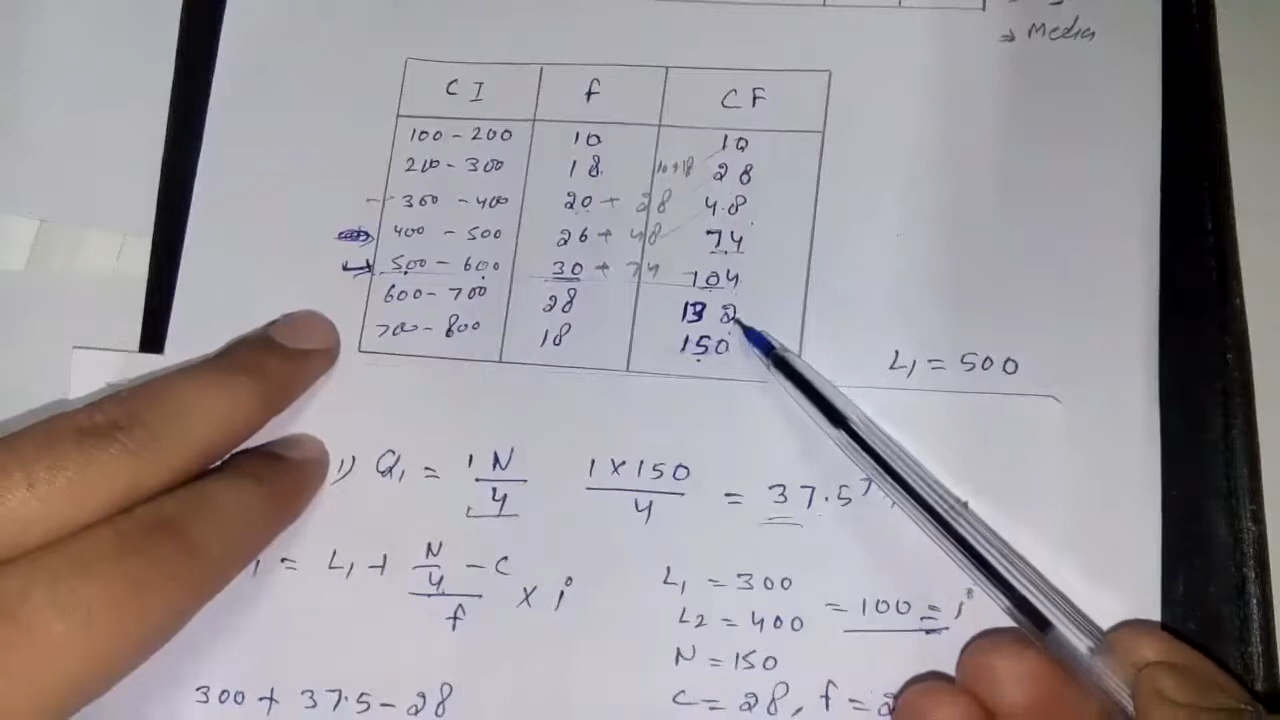 ⇒ Media
C I f C F
100 - 200 10 10
200 - 300 18 10+18 28
300 - 400 20 + 28 48
400 - 500 26 + 48 74
500 - 600 30 + 74 104
600 - 700 28 132
700 - 800 18 150
L₁ = 500
1) Q₁ = 1N/4 1 X 150/4 = 37.5
= L₁ + N/4 - C/f X i
L₁ = 300
L2 = 400 = 100 = i
N = 150
300 + 37.5 - 28
C = 28, f = 2